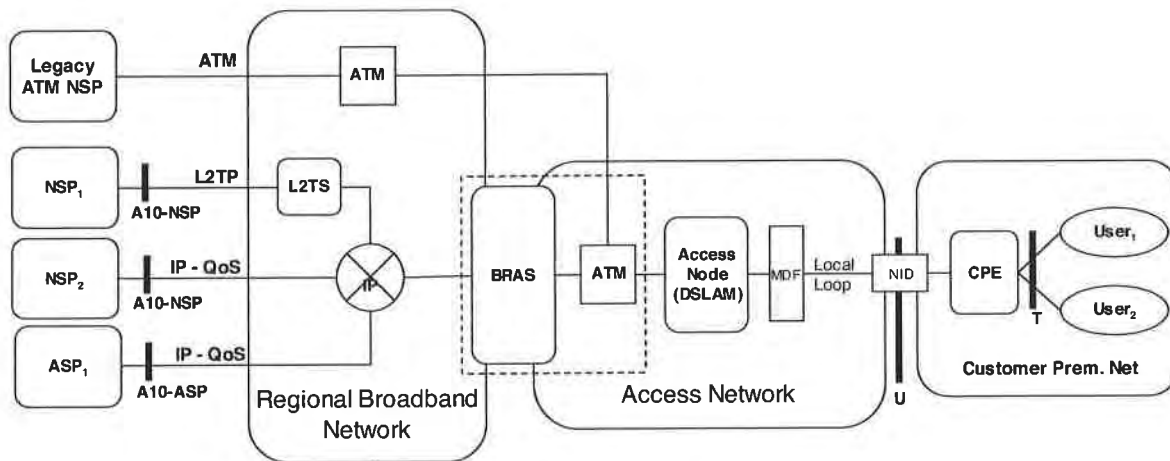 Legacy
ATM NSP
ATM
ATM
NSP₁
A10-NSP
L2TP
L2TS
NSP₂
A10-NSP
IP - QoS
IP
ASP₁
A10-ASP
IP - QoS
Regional Broadband
Network
BRAS
ATM
Access
Node
(DSLAM)
MDF
Local
Loop
Access Network
NID
U
CPE
T
User₁
User₂
Customer Prem. Net